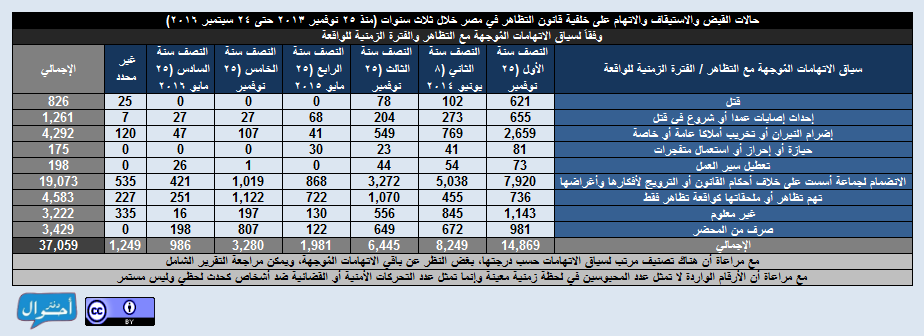 حالات القبض والاستيقاف والاتهام على خلفية قانون التظاهر في مصر خلال ثلاث سنوات (منذ ٢٥ نوفمبر ٢٠١٣ حتى ٢٤ سبتمبر ٢٠١٦)
وفقاً لسياق الاتهامات المُوجهة مع التظاهر والفترة الزمنية للواقعة
سياق الاتهامات المُوجهة مع التظاهر / الفترة الزمنية للواقعة النصف سنة الأول (٢٥ نوفمبر النصف سنة الثاني (٨ يونيو ٢٠١٤ النصف سنة الثالث (٢٥ نوفمبر النصف سنة الرابع (٢٥ مايو ٢٠١٥ النصف سنة الخامس (٢٥ نوفمبر النصف سنة السادس (٢٥ مايو ٢٠١٦ غير محدد الإجمالي
قتل 621 102 78 0 0 0 25 826
إحداث إصابات عمدا أو شروع في قتل 655 273 204 68 27 27 7 1,261
إضرام النيران أو تخريب أملاكا عامة أو خاصة 2,659 769 549 41 107 47 120 4,292
حيازة أو إحراز أو استعمال متفجرات 81 41 23 30 0 0 0 175
تعطيل سير العمل 73 54 44 0 1 26 0 198
الانضمام لجماعة أسست على خلاف أحكام القانون أو الترويج لأفكارها وأغراضها 7,920 5,038 3,272 868 1,019 421 535 19,073
تهم تظاهر أو ملحقاتها كواقعة تظاهر فقط 736 455 1,070 722 1,122 251 227 4,583
غير معلوم 1,143 845 556 130 197 16 335 3,222
صرف من المحضر 981 672 649 122 807 198 0 3,429
الإجمالي 14,869 8,249 6,445 1,981 3,280 986 1,249 37,059
مع مراعاة أن هناك تصنيف مرتب لسياق الاتهامات حسب درجتها، بغض النظر عن باقي الاتهامات المُوجهة، ويمكن مراجعة التقرير الشامل
مع مراعاة أن الأرقام الواردة لا تمثل عدد المحبوسين في لحظة زمنية معينة وإنما تمثل عدد التحركات الأمنية أو القضائية ضد أشخاص كحدث لحظي وليس مستمر
دفتر أحوال
cc BY